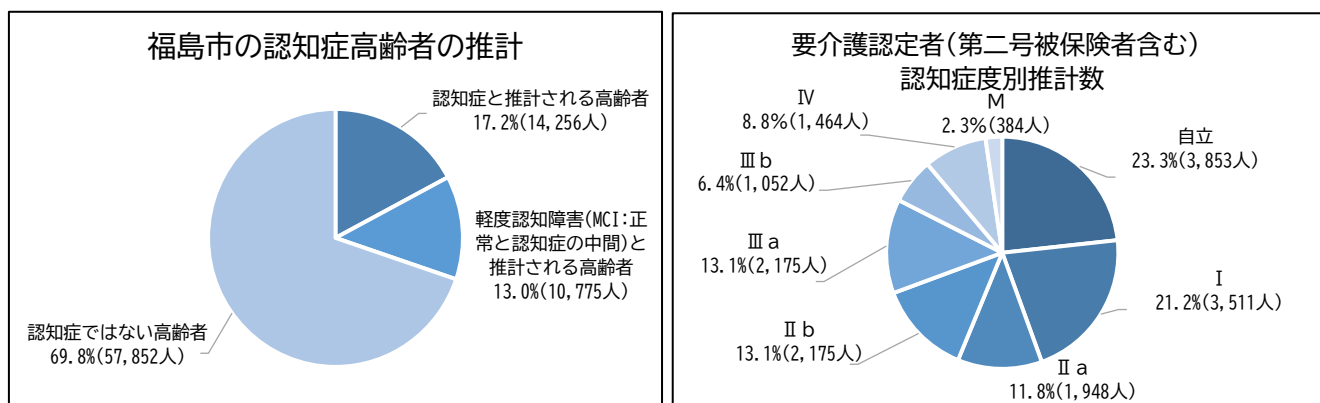 福島市の認知症高齢者の推計
認知症と推計される高齢者
17.2%(14,256人)
軽度認知障害(MCI:正
常と認知症の中間)と
推計される高齢者
13.0%(10,775人)
認知症ではない高齢者
69.8%(57,852人)
要介護認定者(第二号被保険者含む)
認知症度別推計数
自立
23.3%(3,853人)
Ⅰ
21.2%(3,511人)
Ⅱａ
11.8%(1,948人)
Ⅱｂ
13.1%(2,175人)
Ⅲａ
13.1%(2,175人)
Ⅲｂ
6.4%(1,052人)
Ⅳ
8.8%(1,464人)
Ｍ
2.3%(384人)